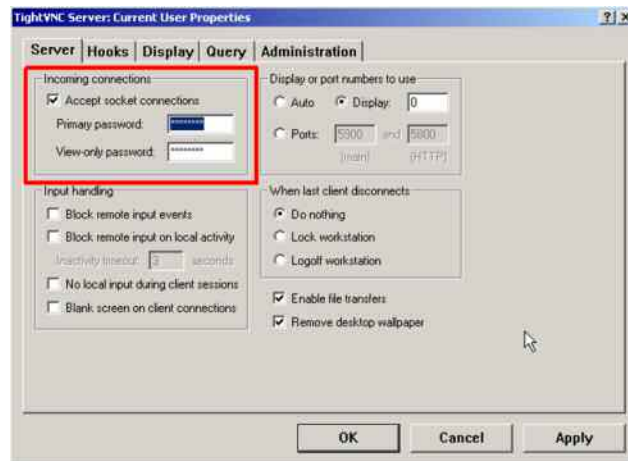 TightVNC Server: Current User Properties
Server Hooks Display Query Administration
Incoming connections
Accept socket connections
Primary password: ********
View-only password: ********
Display or port numbers to use
Auto Display: 0
Ports: 5900 and 5800
(main) (HTTP)
Input handling
Block remote input events
Block remote input on local activity
Inactivity timeout: 3 seconds
No local input during client sessions
Blank screen on client connections
When last client disconnects
Do nothing
Lock workstation
Logoff workstation
Enable file transfers
Remove desktop wallpaper
OK Cancel Apply